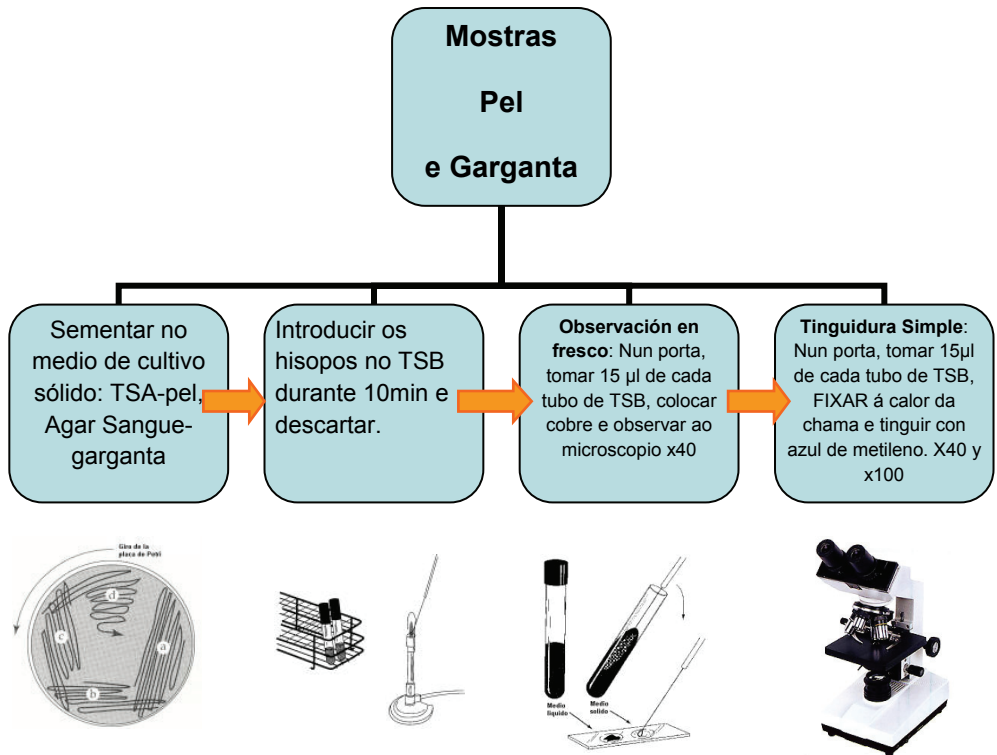 Mostras
Pel
e Garganta
Sementar no
medio de cultivo
sólido: TSA-pel,
Agar Sangue-
garganta
Introducir os
hisopos no TSB
durante 10min e
descartar.
Observación en
fresco: Nun porta,
tomar 15 µl de cada
tubo de TSB, colocar
cobre e observar ao
microscopio x40
Tinguidura Simple:
Nun porta, tomar 15µl
de cada tubo de TSB,
FIXAR á calor da
chama e tinguir con
azul de metileno. X40 y
x100
Gira de la
placa de Petri
d
c
a
b
Medio
líquido
Medio
solido